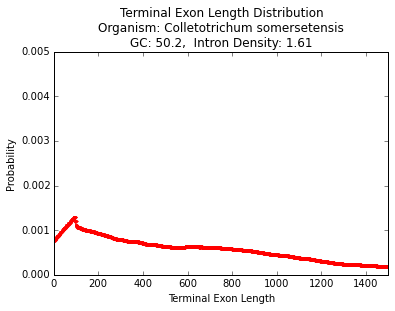 Terminal Exon Length Distribution
Organism: Colletotrichum somersetensis
GC: 50.2,  Intron Density: 1.61
0.005
0.004
0.003
0.002
0.001
0.000
Probability
0 200 400 600 800 1000 1200 1400
Terminal Exon Length